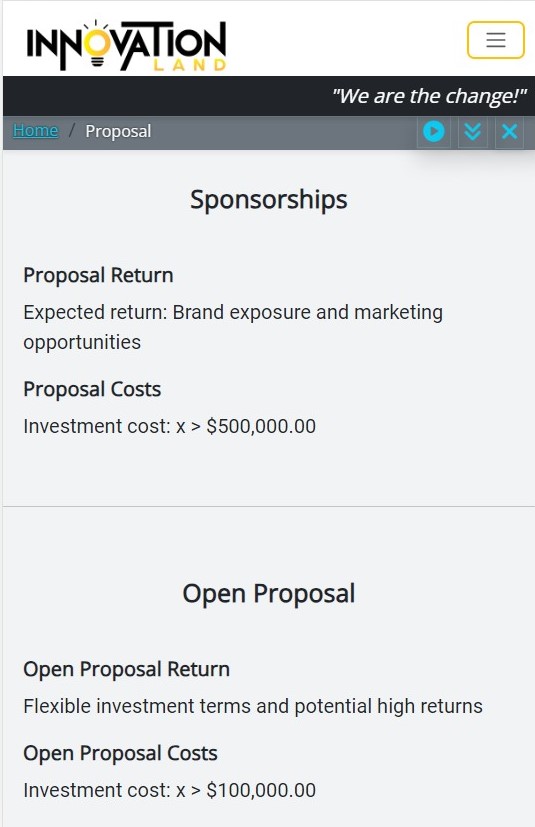 INNOVATION
LAND
"We are the change!"
Home / Proposal
Sponsorships
Proposal Return
Expected return: Brand exposure and marketing
opportunities
Proposal Costs
Investment cost: x > $500,000.00
Open Proposal
Open Proposal Return
Flexible investment terms and potential high returns
Open Proposal Costs
Investment cost: x > $100,000.00